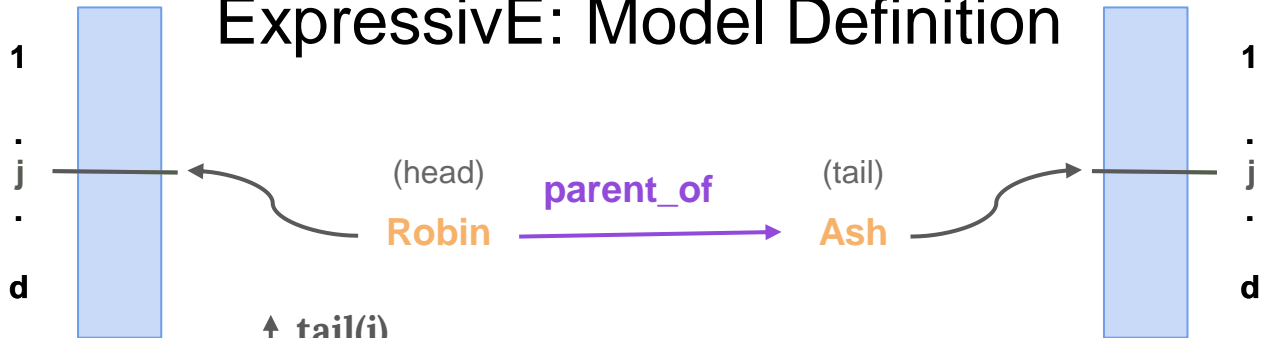 ExpressivE: Model Definition
1
1
.
.
(head)
(tail)
j
j
parent_of
.
.
Robin
Ash
d
d
tail(j)